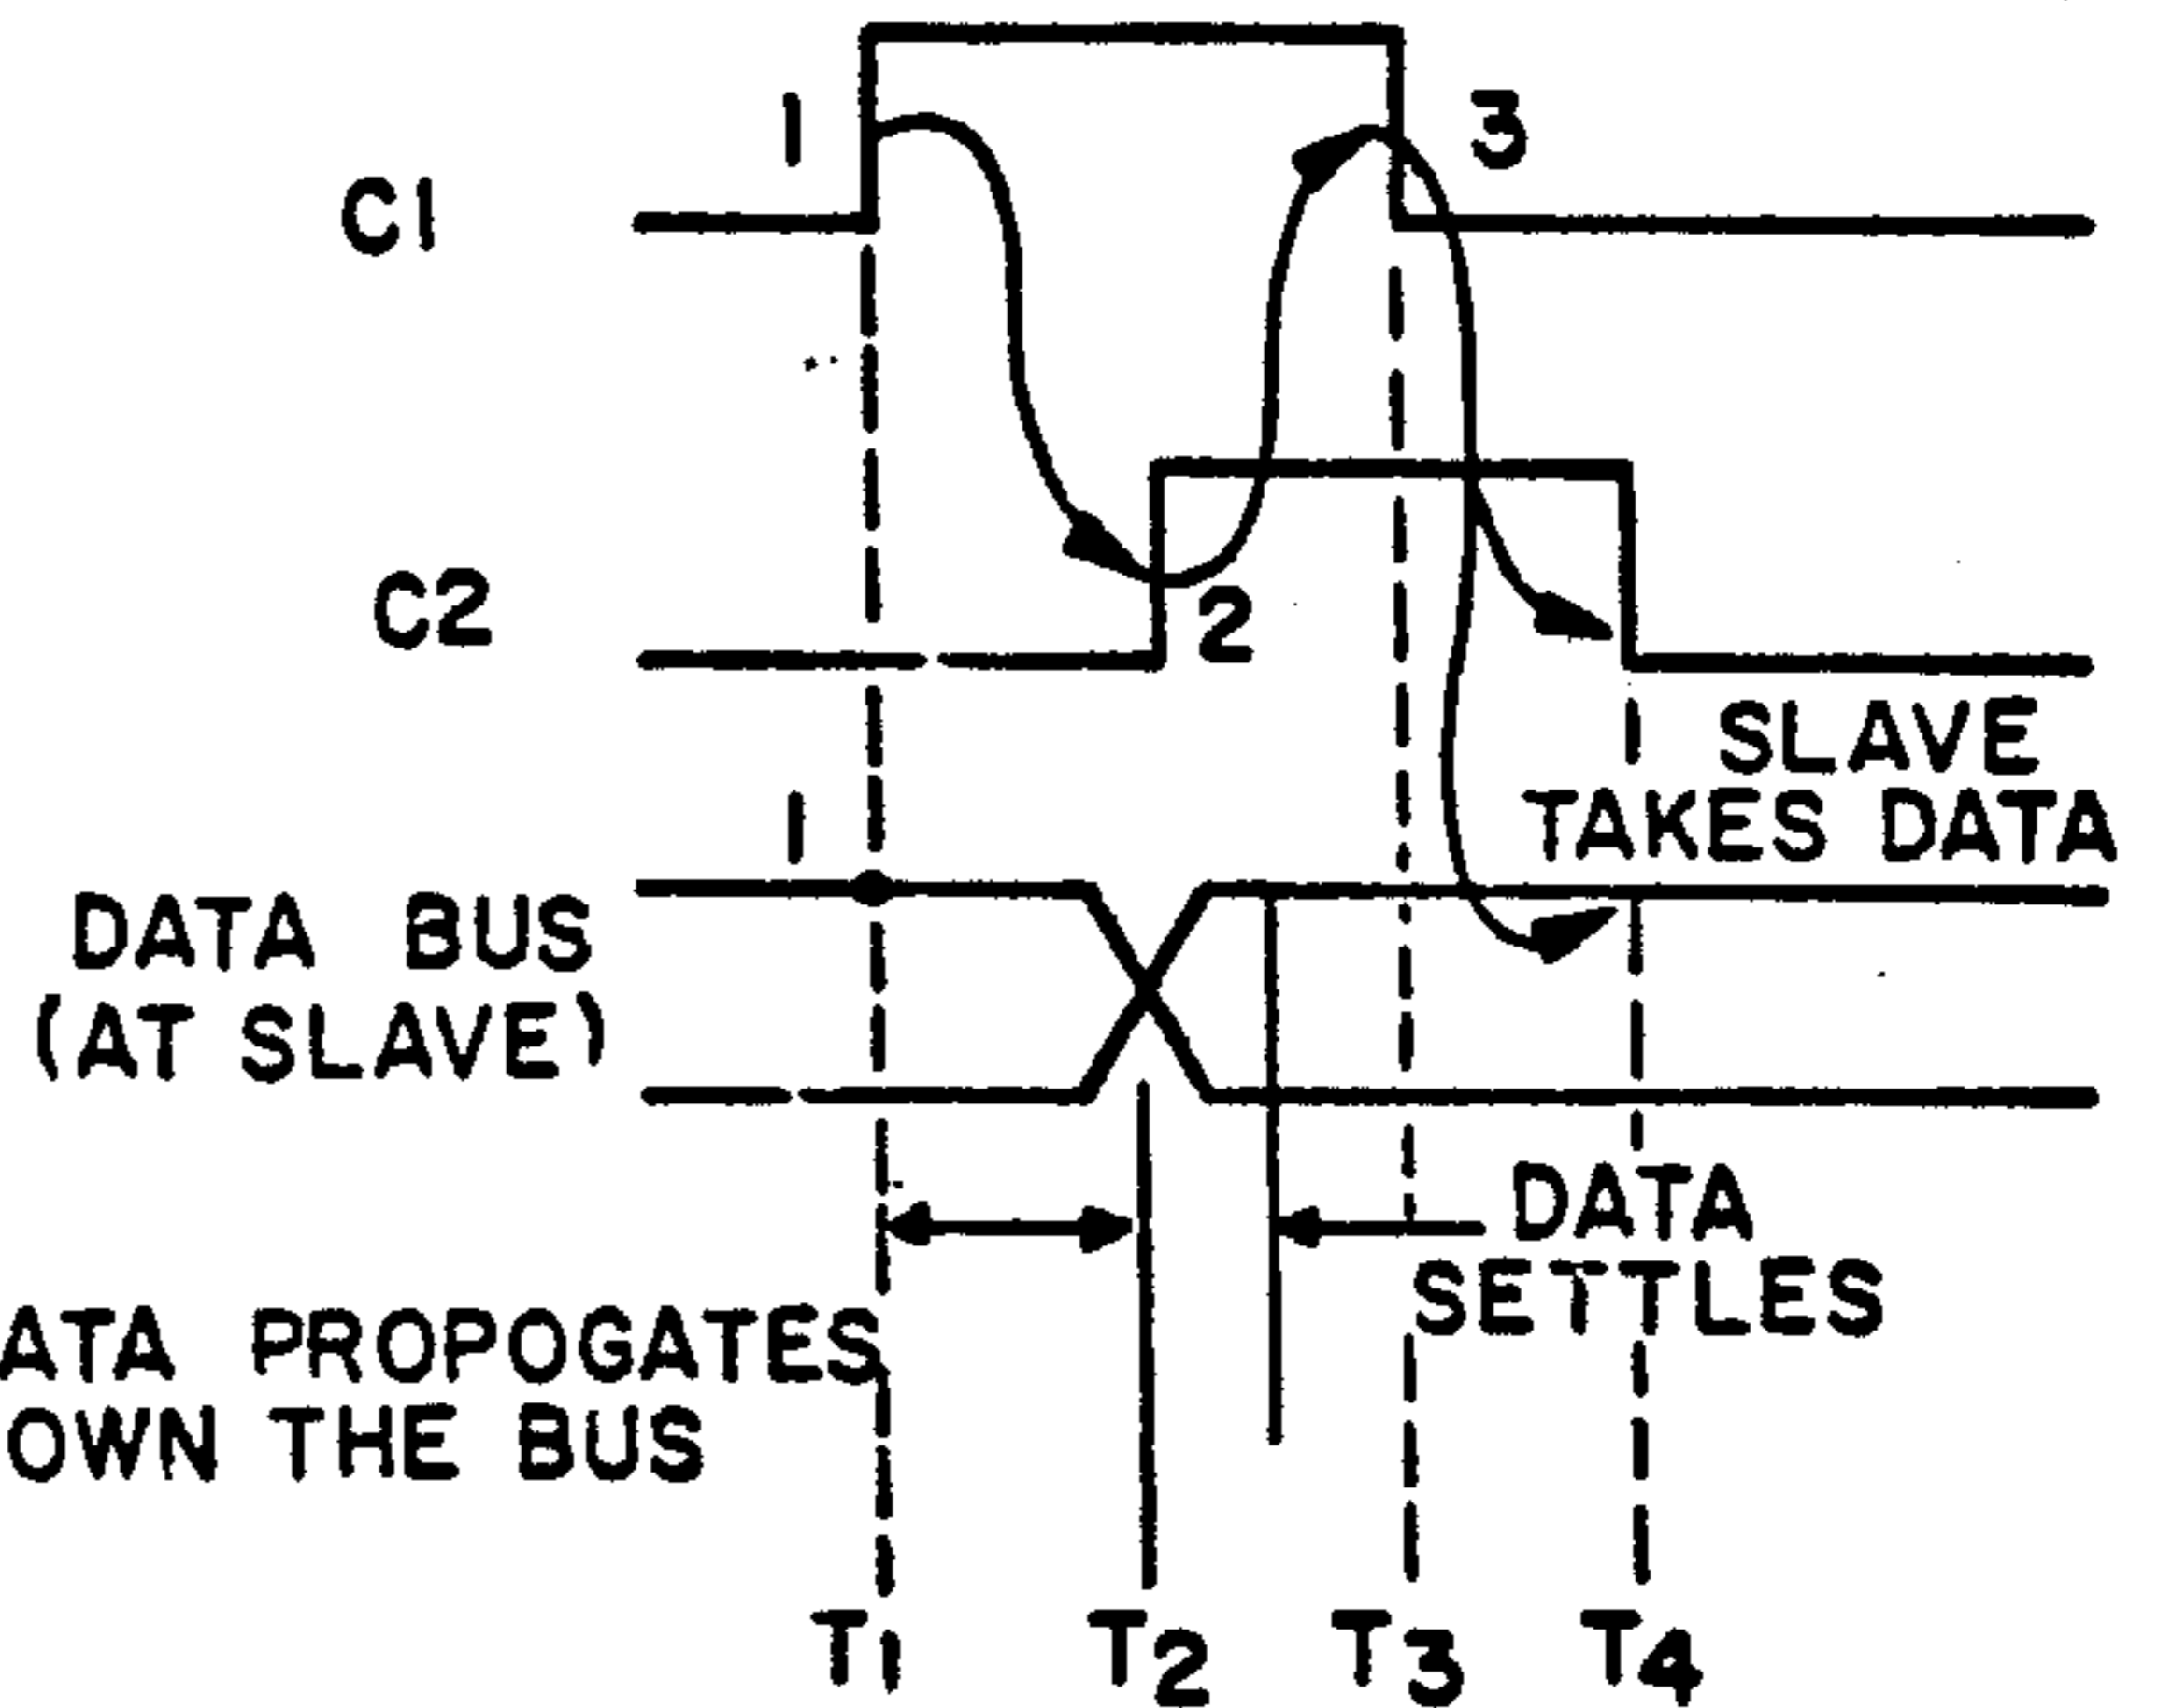 1
3
C1
C2
2
SLAVE
TAKES DATA
1
DATA BUS
(AT SLAVE)
DATA
SETTLES
ATA PROPOGATES
OWN THE BUS
T1 T2 T3 T4